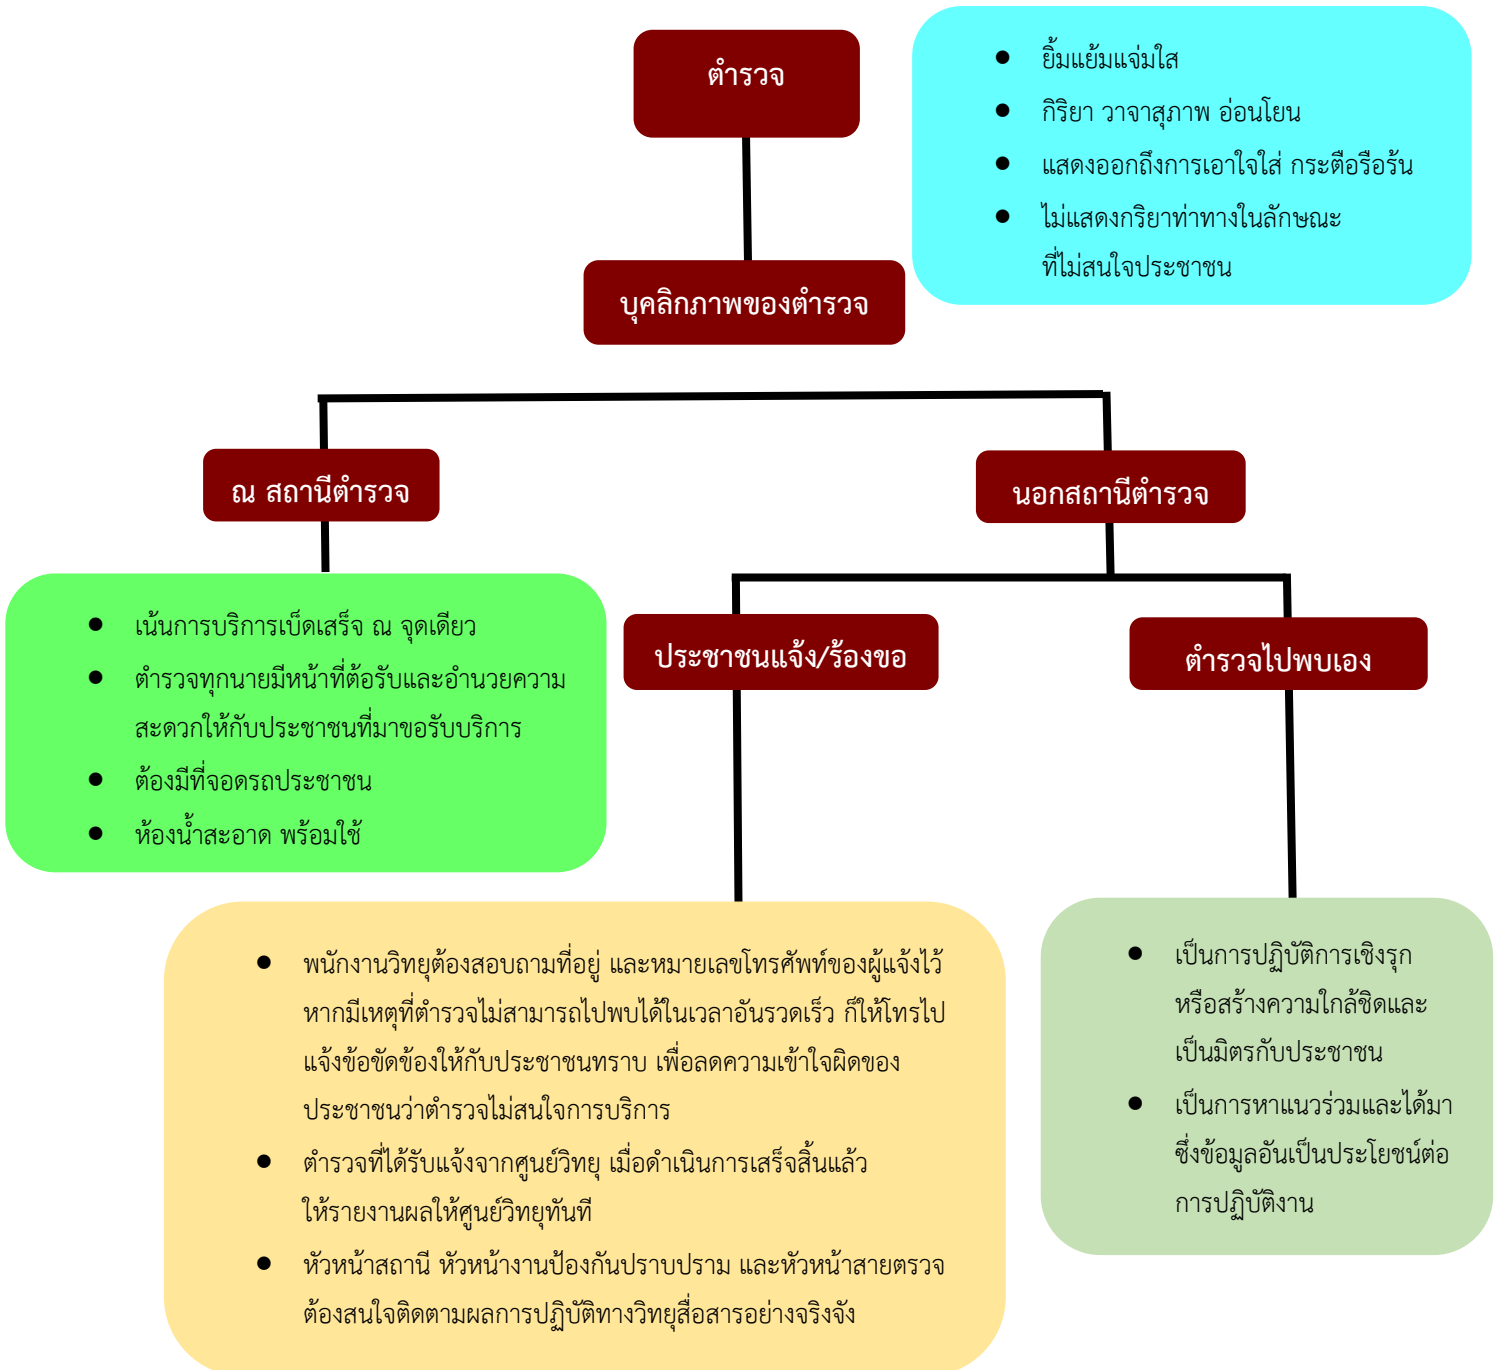 ตำรวจ
● ยิ้มแย้มแจ่มใส
● กิริยา วาจาสุภาพ อ่อนโยน
● แสดงออกถึงการเอาใจใส่ กระตือรือร้น
● ไม่แสดงกริยาท่าทางในลักษณะ
ที่ไม่สนใจประชาชน
บุคลิกภาพของตำรวจ
ณ สถานีตำรวจ
นอกสถานีตำรวจ
● เน้นการบริการเบ็ดเสร็จ ณ จุดเดียว
● ตำรวจทุกนายมีหน้าที่ต้อรับและอำนวยความ
สะดวกให้กับประชาชนที่มาขอรับบริการ
● ต้องมีที่จอดรถประชาชน
● ห้องน้ำสะอาด พร้อมใช้
ประชาชนแจ้ง/ร้องขอ
ตำรวจไปพบเอง
● พนักงานวิทยุต้องสอบถามที่อยู่ และหมายเลขโทรศัพท์ของผู้แจ้งไว้
หากมีเหตุที่ตำรวจไม่สามารถไปพบได้ในเวลาอันรวดเร็ว ก็ให้โทรไป
แจ้งข้อขัดข้องให้กับประชาชนทราบ เพื่อลดความเข้าใจผิดของ
ประชาชนว่าตำรวจไม่สนใจการบริการ
● ตำรวจที่ได้รับแจ้งจากศูนย์วิทยุ เมื่อดำเนินการเสร็จสิ้นแล้ว
ให้รายงานผลให้ศูนย์วิทยุทันที
● หัวหน้าสถานี หัวหน้างานป้องกันปราบปราม และหัวหน้าสายตรวจ
ต้องสนใจติดตามผลการปฏิบัติทางวิทยุสื่อสารอย่างจริงจัง
● เป็นการปฏิบัติการเชิงรุก
หรือสร้างความใกล้ชิดและ
เป็นมิตรกับประชาชน
● เป็นการหาแนวร่วมและได้มา
ซึ่งข้อมูลอันเป็นประโยชน์ต่อ
การปฏิบัติงาน